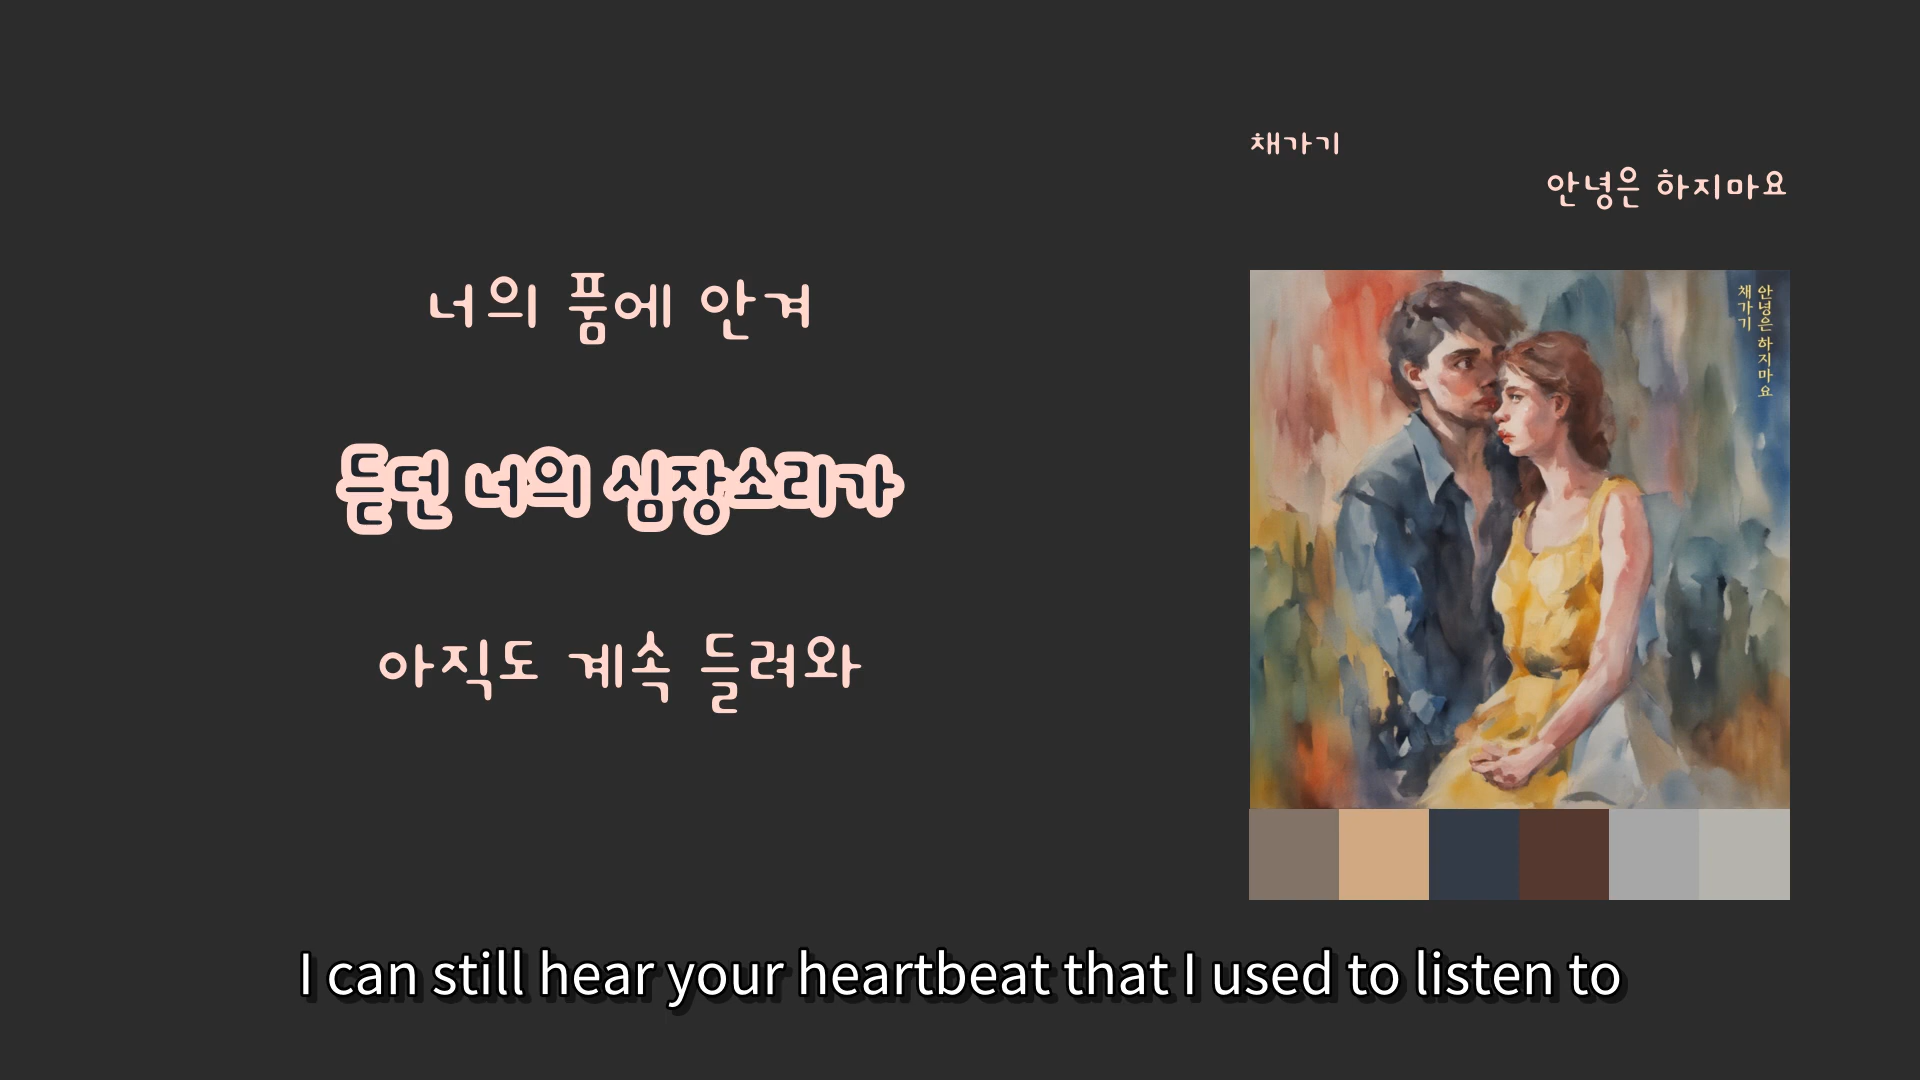 채가기
안녕은 하지마요
너의 품에 안겨
듣던 너의 심장소리가
아직도 계속 들려와
안녕은 하지마요
채가기
I can still hear your heartbeat that I used to listen to